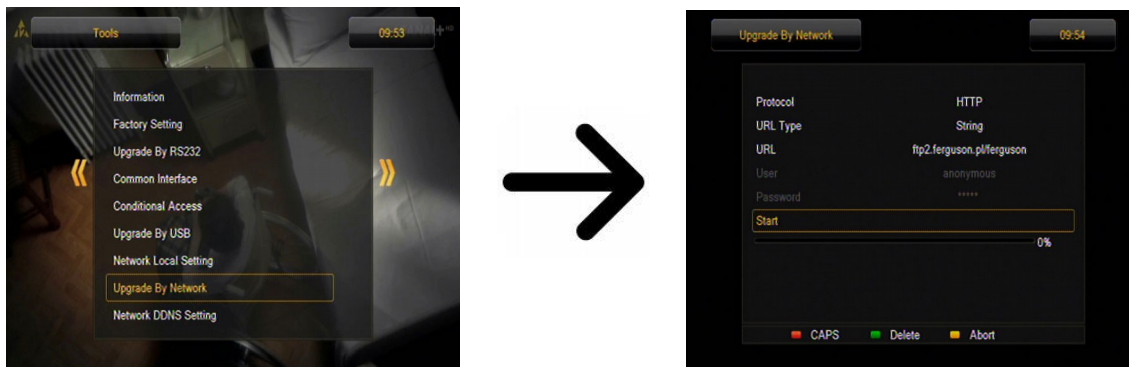 Tools
09:53
Information
Factory Setting
Upgrade By RS232
Common Interface
Conditional Access
Upgrade By USB
Network Local Setting
Upgrade By Network
Network DDNS Setting
Upgrade By Network
09:54
Protocol HTTP
URL Type String
URL ftp2.ferguson.pl/ferguson
User anonymous
Password *****
Start
0%
CAPS Delete Abort